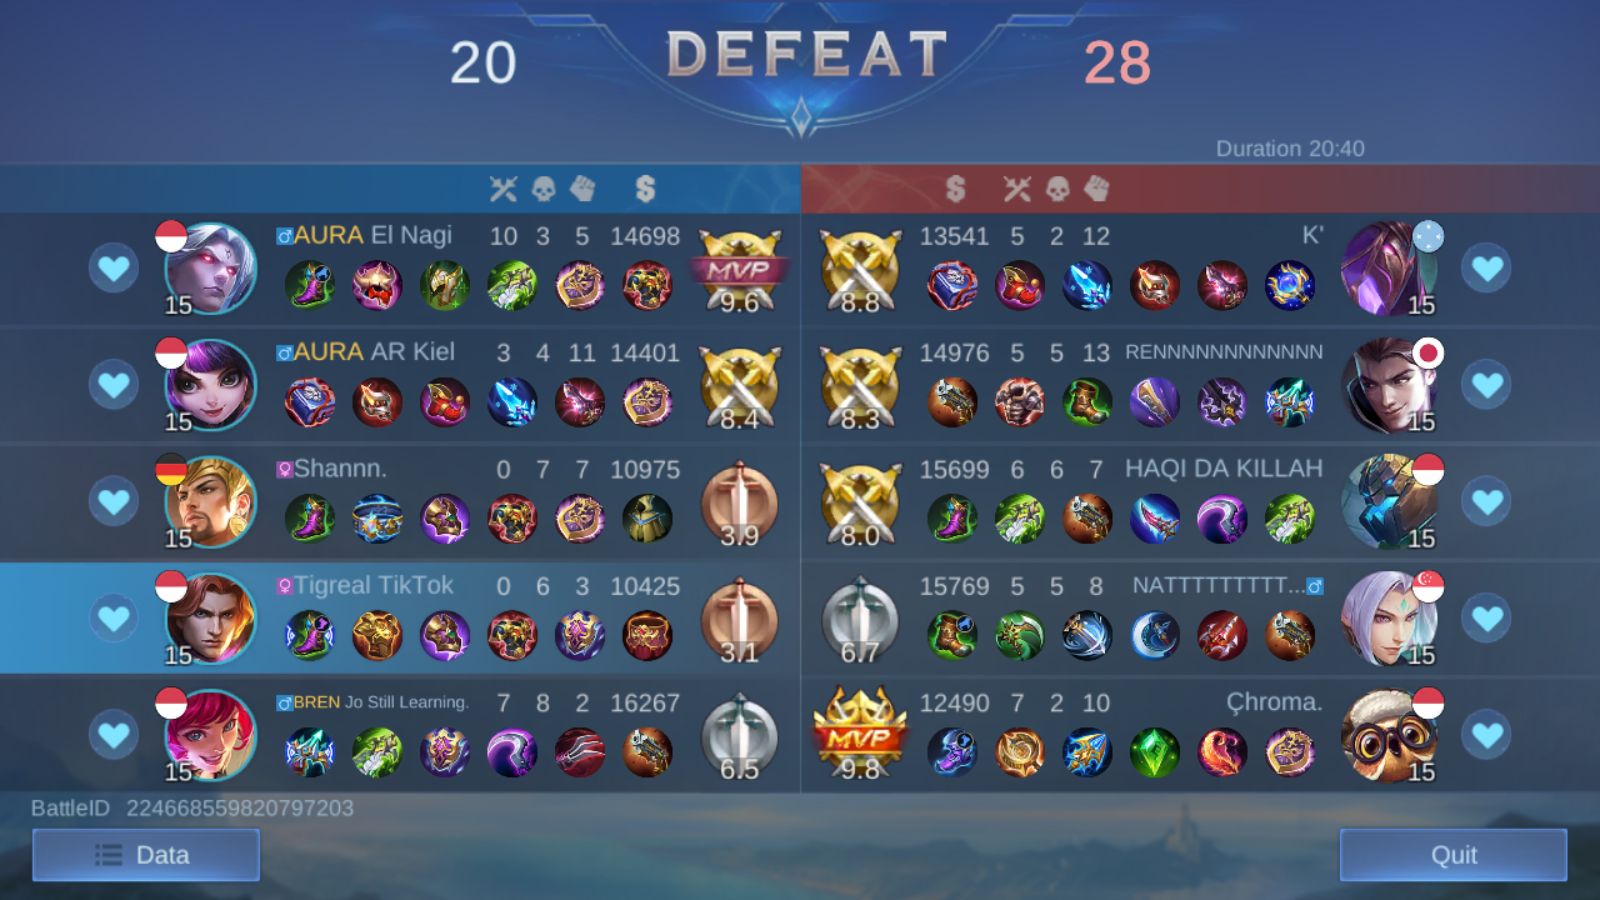 20 DEFEAT 28
Duration 20:40
AURA El Nagi 10 3 5 14698 MVP 9.6 15
8.8 13541 5 2 12 K' 15
AURA AR Kiel 3 4 11 14401 8.4 15
8.3 14976 5 5 13 RENNNNNNNNNNNN 15
Shannn. 0 7 7 10975 3.9 15
8.0 15699 6 6 7 HAQI DA KILLAH 15
Tigreal TikTok 0 6 3 10425 3.1 15
6.7 15769 5 5 8 NATTTTTTTTT... 15
BREN Jo Still Learning. 7 8 2 16267 6.5 15
MVP 9.8 12490 7 2 10 Çhroma. 15
BattleID 224668559820797203
Data Quit